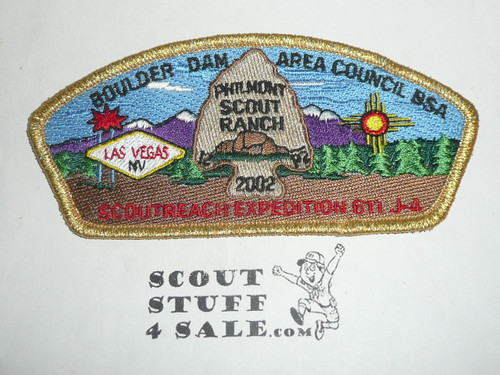 BOULDER DAM AREA COUNCIL BSA
PHILMONT
SCOUT
RANCH
LAS VEGAS
NV
2002
SCOUTREACH EXPEDITION 611 J-4
SCOUT
STUFF
4 SALE.com